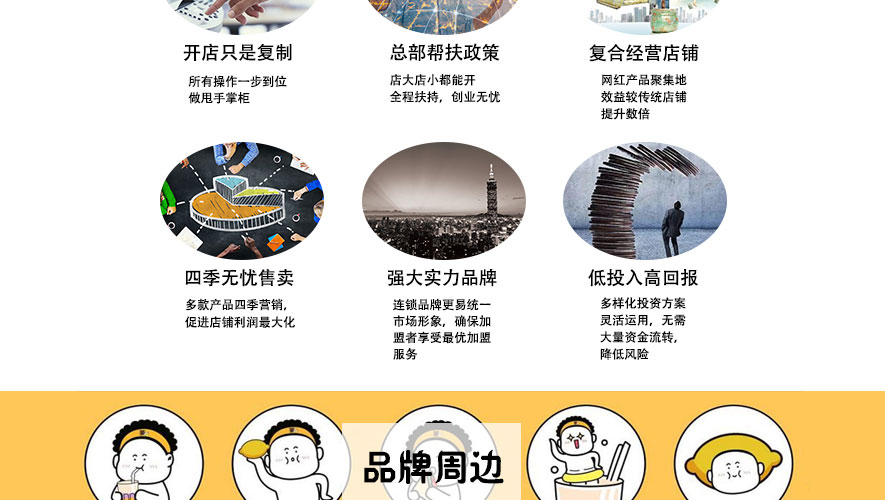 开店只是复制
所有操作一步到位
做甩手掌柜
总部帮扶政策
店大店小都能开
全程扶持，创业无忧
复合经营店铺
网红产品聚集地
效益较传统店铺
提升数倍
四季无忧售卖
多款产品四季营销，
促进店铺利润最大化
强大实力品牌
连锁品牌更易统一
市场形象，确保加
盟者享受最优加盟
服务
低投入高回报
多样化投资方案
灵活运用，无需
大量资金流转，
降低风险
品牌周边